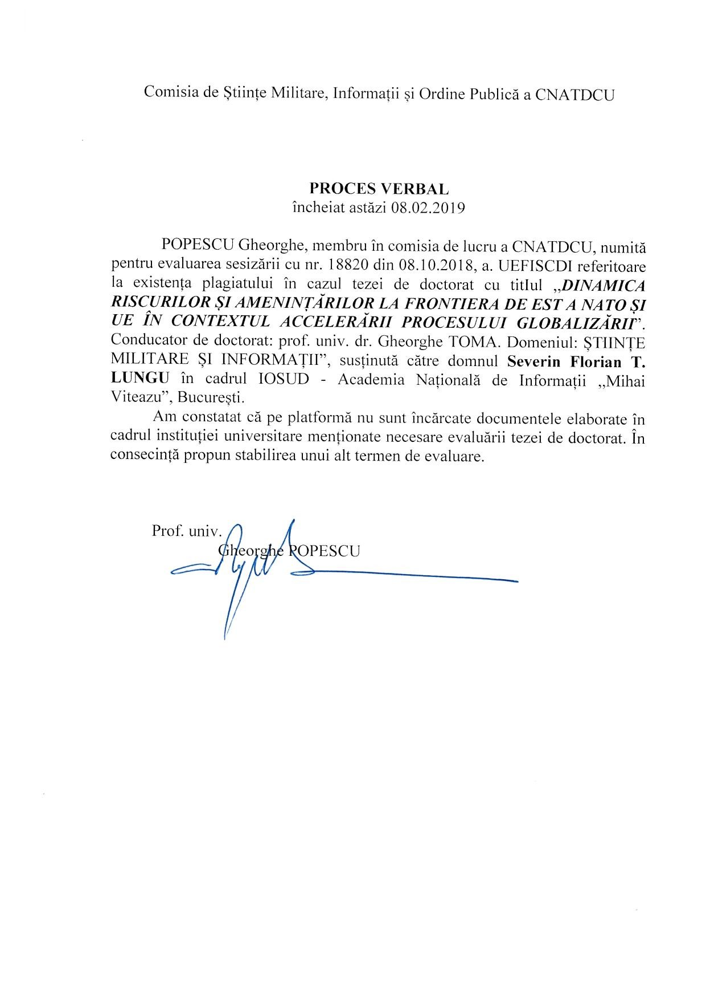 Comisia de Științe Militare, Informații și Ordine Publică a CNATDCU
PROCES VERBAL
încheiat astăzi 08.02.2019
POPESCU Gheorghe, membru în comisia de lucru a CNATDCU, numită
pentru evaluarea sesizării cu nr. 18820 din 08.10.2018, a. UEFISCDI referitoare
la existența plagiatului în cazul tezei de doctorat cu titlul ,,DINAMICA
RISCURILOR ȘI AMENINȚĂRILOR LA FRONTIERA DE EST A NATO ȘI
UE ÎN CONTEXTUL ACCELERĂRII PROCESULUI GLOBALIZĂRII”.
Conducator de doctorat: prof. univ. dr. Gheorghe TOMA. Domeniul: ȘTIINȚE
MILITARE ȘI INFORMAȚII”, susținută către domnul Severin Florian T.
LUNGU în cadrul IOSUD - Academia Națională de Informații ,,Mihai
Viteazu”, București.
Am constatat că pe platformă nu sunt încărcate documentele elaborate în
cadrul instituției universitare menționate necesare evaluării tezei de doctorat. În
consecință propun stabilirea unui alt termen de evaluare.
Prof. univ.
Gheorghe POPESCU